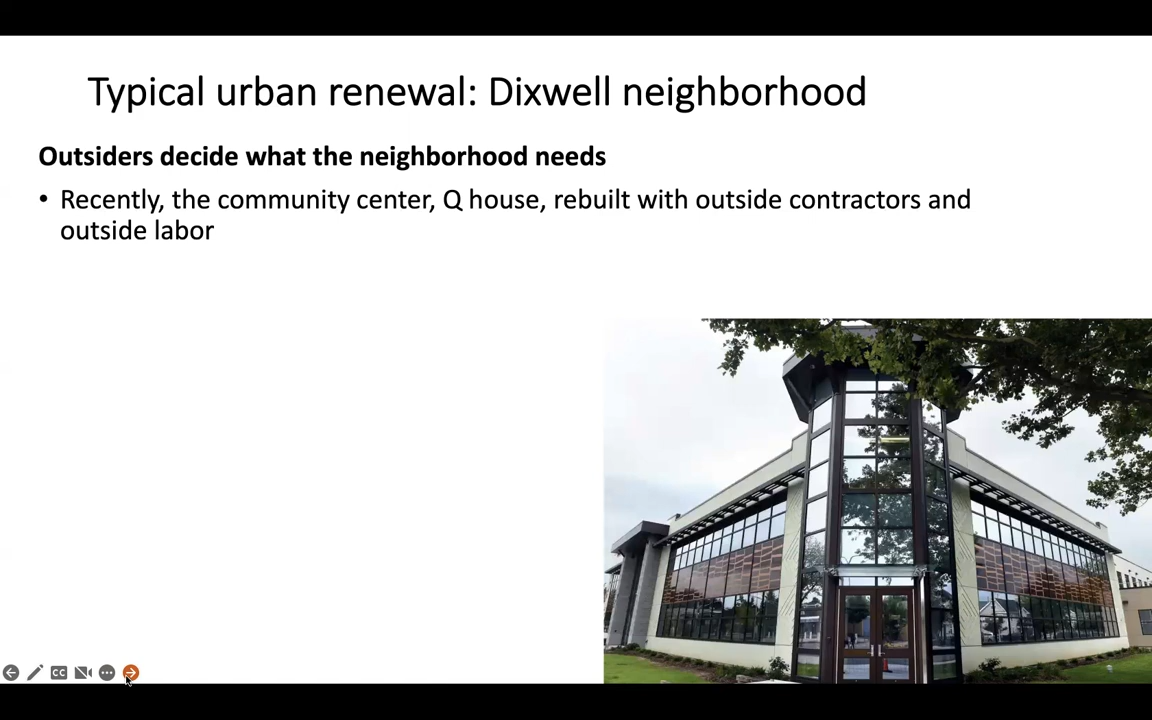 Typical urban renewal: Dixwell neighborhood
Outsiders decide what the neighborhood needs
• Recently, the community center, Q house, rebuilt with outside contractors and
outside labor
CC